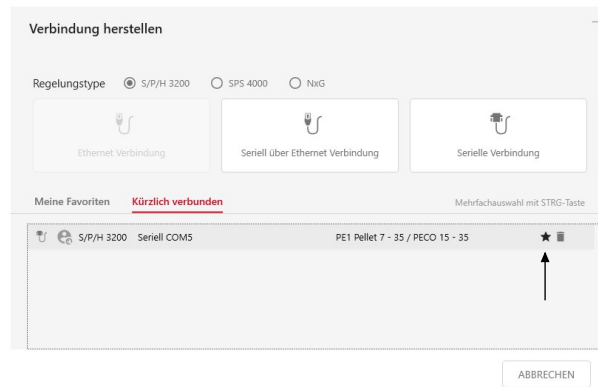 Verbindung herstellen
Regelungstype S/P/H 3200 SPS 4000 NxG
Ethernet Verbindung Seriell über Ethernet Verbindung Serielle Verbindung
Meine Favoriten Kürzlich verbunden Mehrfachauswahl mit STRG-Taste
S/P/H 3200 Seriell COM5 PE1 Pellet 7 - 35 / PECO 15 - 35
ABBRECHEN